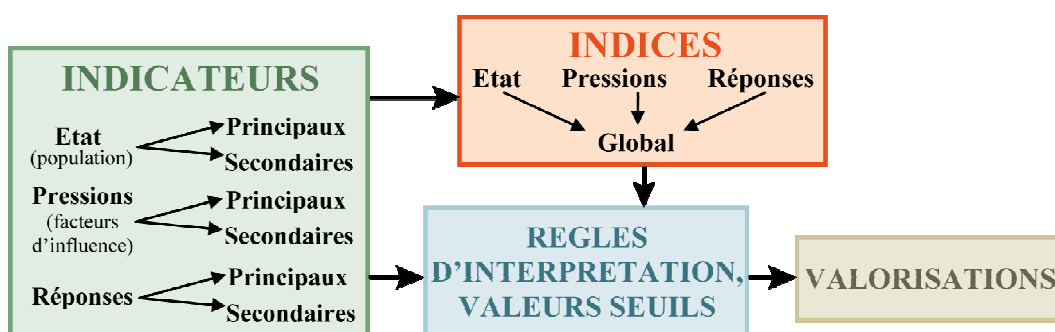 INDICATEURS
Etat
(population)
Principaux
Secondaires
Pressions
(facteurs
d’influence)
Principaux
Secondaires
Réponses
Principaux
Secondaires
INDICES
Etat Pressions Réponses
Global
REGLES
D’INTERPRETATION,
VALEURS SEUILS
VALORISATIONS